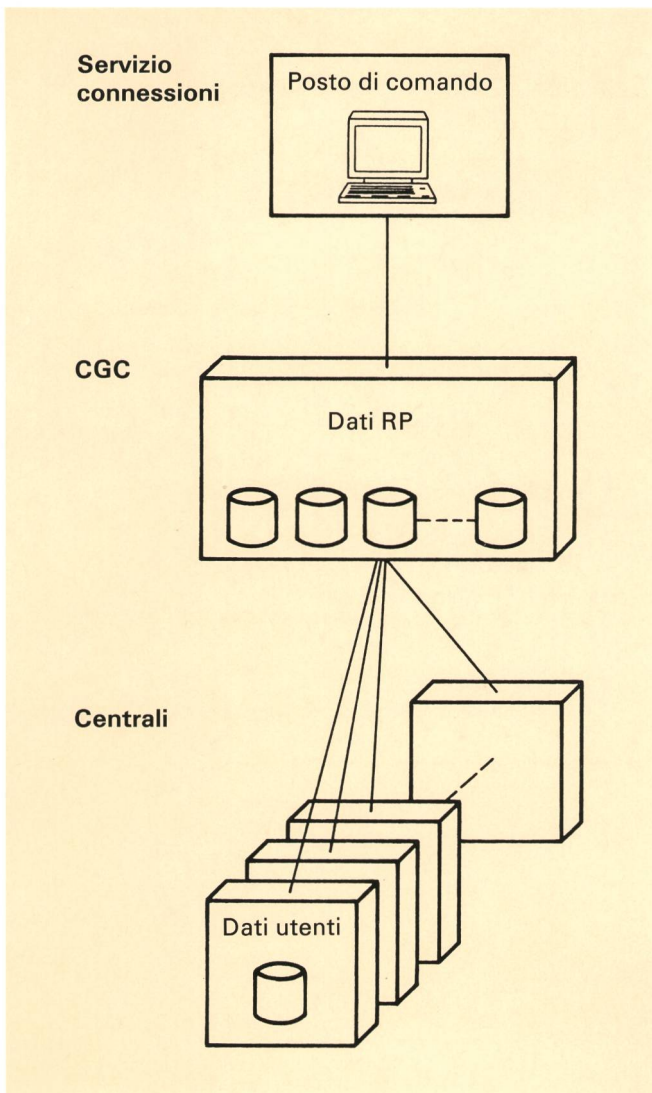 Servizio
connessioni
Posto di comando
CGC
Dati RP
Centrali
Dati utenti